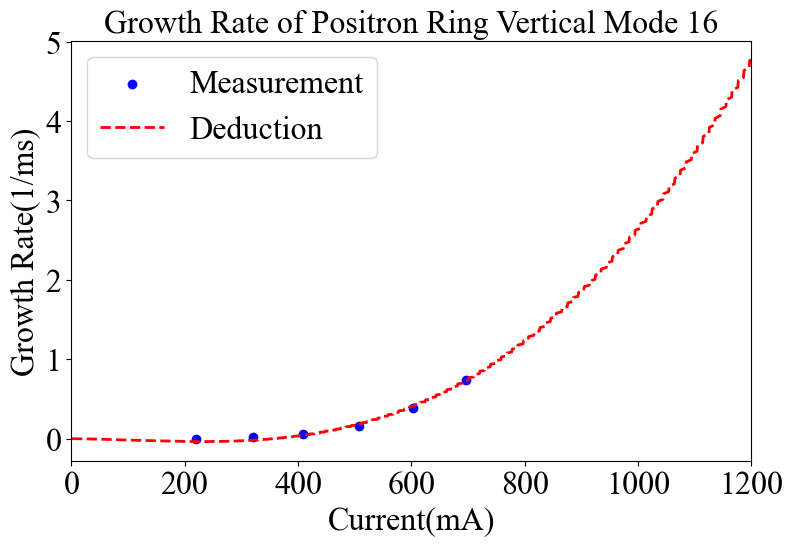 Growth Rate of Positron Ring Vertical Mode 16
Measurement
Deduction
Growth Rate(1/ms)
5
4
3
2
1
0
0 200 400 600 800 1000 1200
Current(mA)